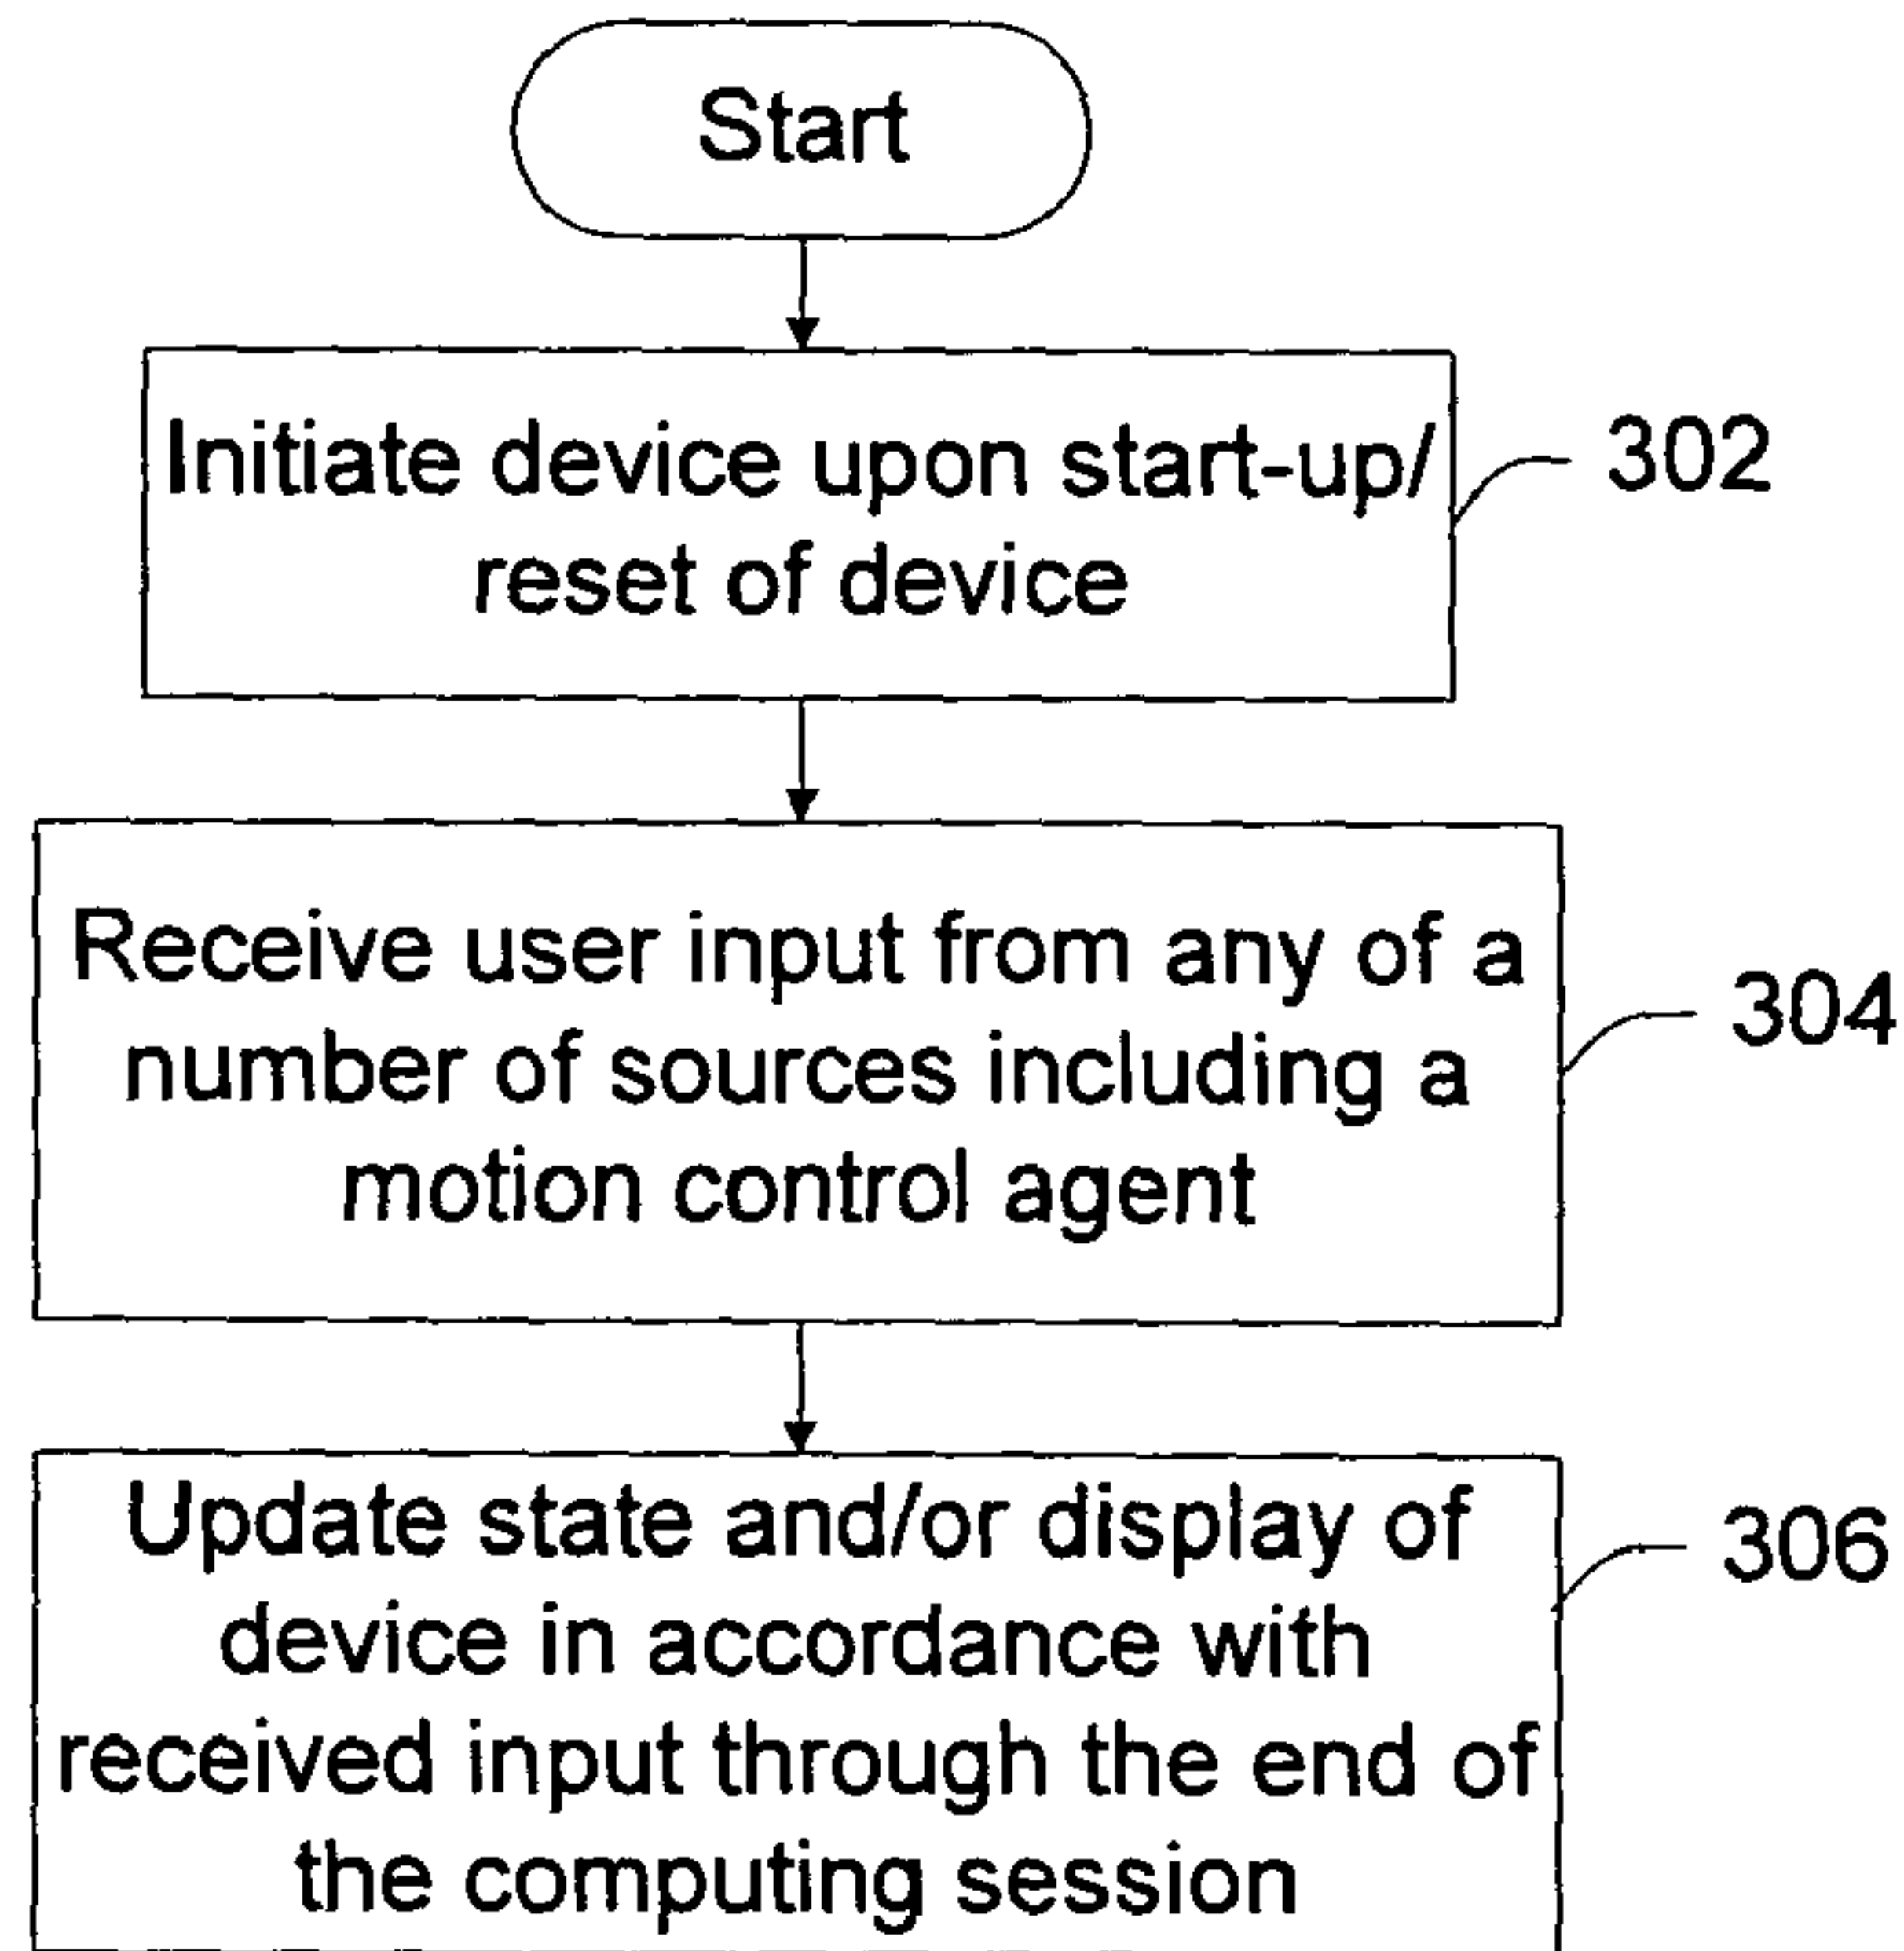 Start
Initiate device upon start-up/
reset of device
302
Receive user input from any of a
number of sources including a
motion control agent
304
Update state and/or display of
device in accordance with
received input through the end of
the computing session
306